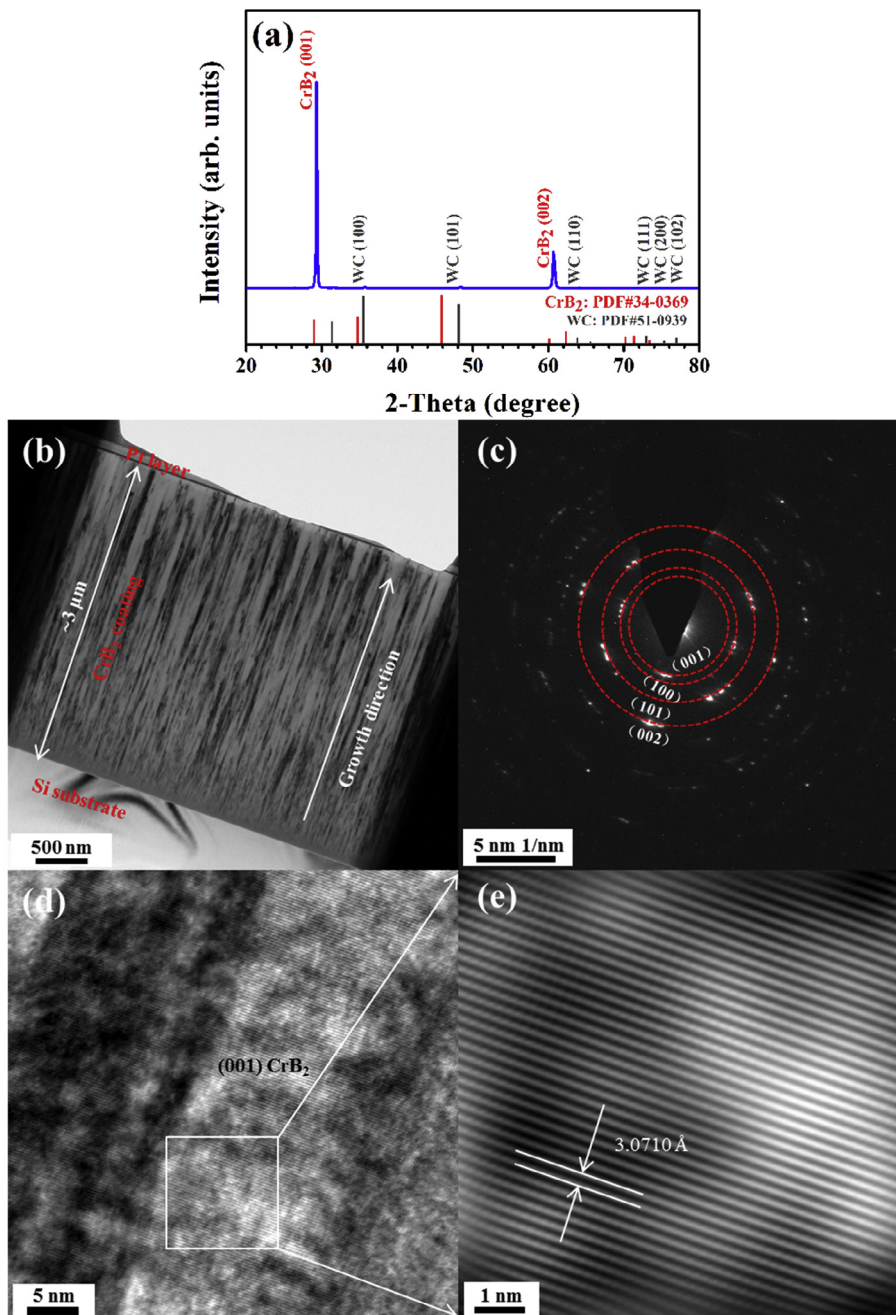 (a)
Intensity (arb. units)
CrB₂ (001)
WC (100)
WC (101)
CrB₂ (002)
WC (110)
WC (111)
WC (200)
WC (102)
CrB₂: PDF#34-0369
WC: PDF#51-0939
20 30 40 50 60 70 80
2-Theta (degree)
(b)
Pt layer
~3 μm
CrB₂ coating
Growth direction
Si substrate
500 nm
(c)
(001)
(100)
(101)
(002)
5 nm 1/nm
(d)
(001) CrB₂
5 nm
(e)
3.0710 Å
1 nm